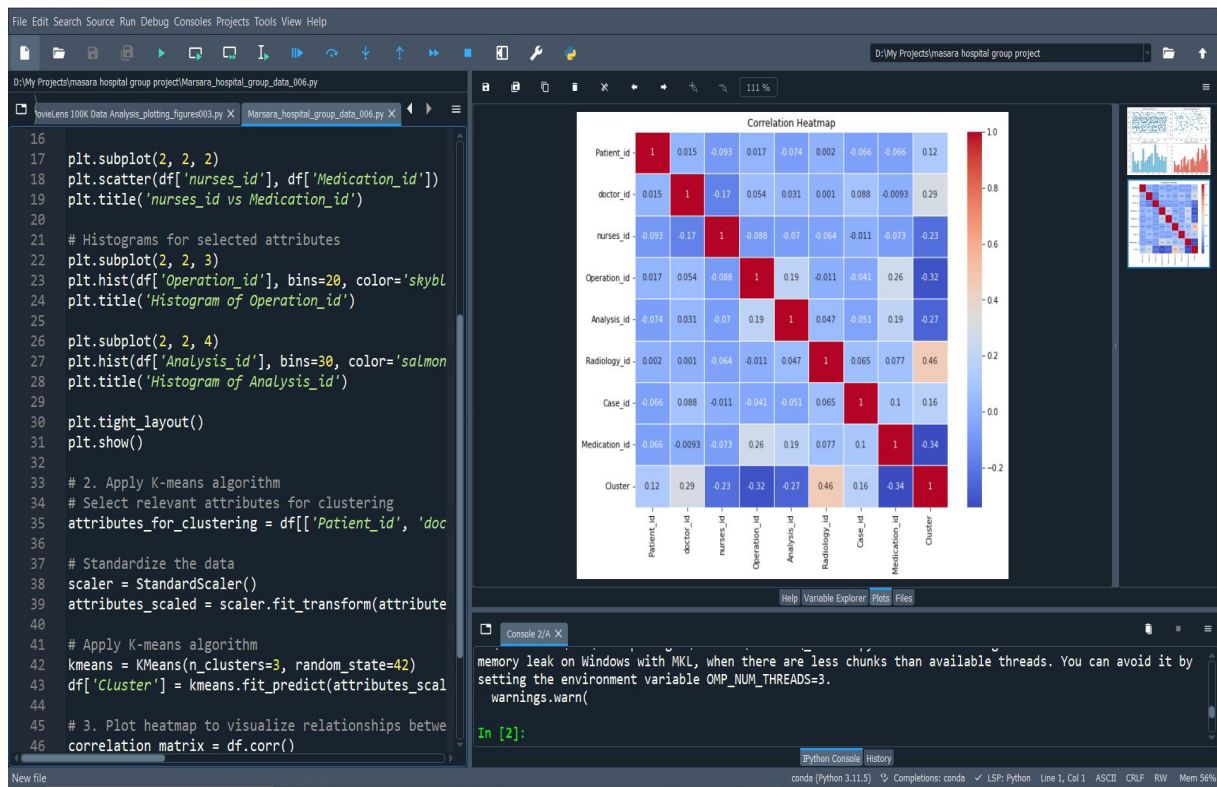 File Edit Search Source Run Debug Consoles Projects Tools View Help
D:\My Projects\masara hospital group project
D:\My Projects\masara hospital group project\Marsara_hospital_group_data_006.py
ovieLens 100K Data Analysis_plotting_figures003.py X Marsara_hospital_group_data_006.py X
16
17 plt.subplot(2, 2, 2)
18 plt.scatter(df['nurses_id'], df['Medication_id'])
19 plt.title('nurses_id vs Medication_id')
20
21 # Histograms for selected attributes
22 plt.subplot(2, 2, 3)
23 plt.hist(df['Operation_id'], bins=20, color='skybl
24 plt.title('Histogram of Operation_id')
25
26 plt.subplot(2, 2, 4)
27 plt.hist(df['Analysis_id'], bins=30, color='salmon
28 plt.title('Histogram of Analysis_id')
29
30 plt.tight_layout()
31 plt.show()
32
33 # 2. Apply K-means algorithm
34 # Select relevant attributes for clustering
35 attributes_for_clustering = df[['Patient_id', 'doc
36
37 # Standardize the data
38 scaler = StandardScaler()
39 attributes_scaled = scaler.fit_transform(attribute
40
41 # Apply K-means algorithm
42 kmeans = KMeans(n_clusters=3, random_state=42)
43 df['Cluster'] = kmeans.fit_predict(attributes_scal
44
45 # 3. Plot heatmap to visualize relationships betwe
46 correlation_matrix = df.corr()
111 %
Correlation Heatmap
Patient_id 1 0.015 -0.093 0.017 -0.074 0.002 -0.066 -0.066 0.12
doctor_id 0.015 1 -0.17 0.054 0.031 0.001 0.088 -0.0093 0.29
nurses_id -0.093 -0.17 1 -0.088 -0.07 -0.064 -0.011 -0.073 -0.23
Operation_id 0.017 0.054 -0.088 1 0.19 -0.011 -0.041 0.26 -0.32
Analysis_id -0.074 0.031 -0.07 0.19 1 0.047 -0.051 0.19 -0.27
Radiology_id 0.002 0.001 -0.064 -0.011 0.047 1 0.065 0.077 0.46
Case_id -0.066 0.088 -0.011 -0.041 -0.051 0.065 1 0.1 0.16
Medication_id -0.066 -0.0093 -0.073 0.26 0.19 0.077 0.1 1 -0.34
Cluster 0.12 0.29 -0.23 -0.32 -0.27 0.46 0.16 -0.34 1
Patient_id doctor_id nurses_id Operation_id Analysis_id Radiology_id Case_id Medication_id Cluster
1.0
0.8
0.6
0.4
0.2
0.0
-0.2
Help Variable Explorer Plots Files
Console 2/A X
memory leak on Windows with MKL, when there are less chunks than available threads. You can avoid it by
setting the environment variable OMP_NUM_THREADS=3.
warnings.warn(
In [2]:
IPython Console History
New file conda (Python 3.11.5) Completions: conda LSP: Python Line 1, Col 1 ASCII CRLF RW Mem 56%